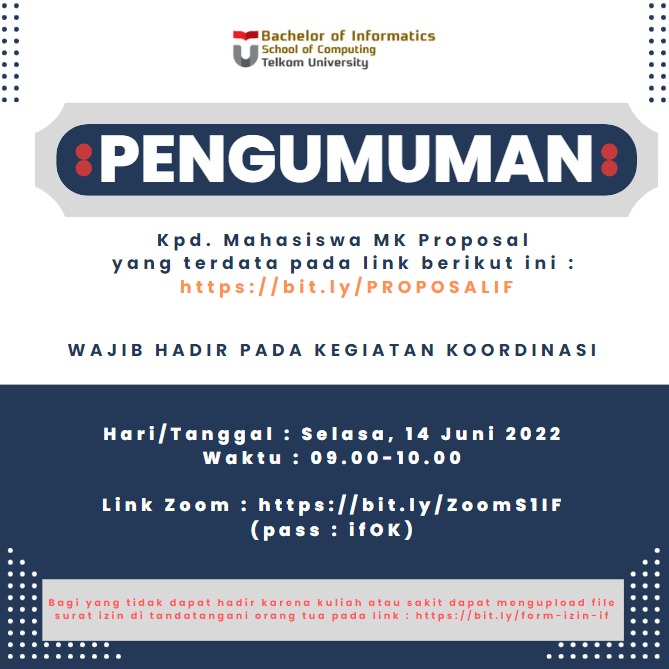 Bachelor of Informatics
School of Computing
Telkom University
PENGUMUMAN
Kpd. Mahasiswa MK Proposal
yang terdata pada link berikut ini :
https://bit.ly/PROPOSALIF
WAJIB HADIR PADA KEGIATAN KOORDINASI
Hari/Tanggal : Selasa, 14 Juni 2022
Waktu : 09.00-10.00
Link Zoom : https://bit.ly/ZoomS1IF
(pass : ifOK)
Bagi yang tidak dapat hadir karena kuliah atau sakit dapat mengupload file
surat izin di tandatangani orang tua pada link : https://bit.ly/form-izin-if